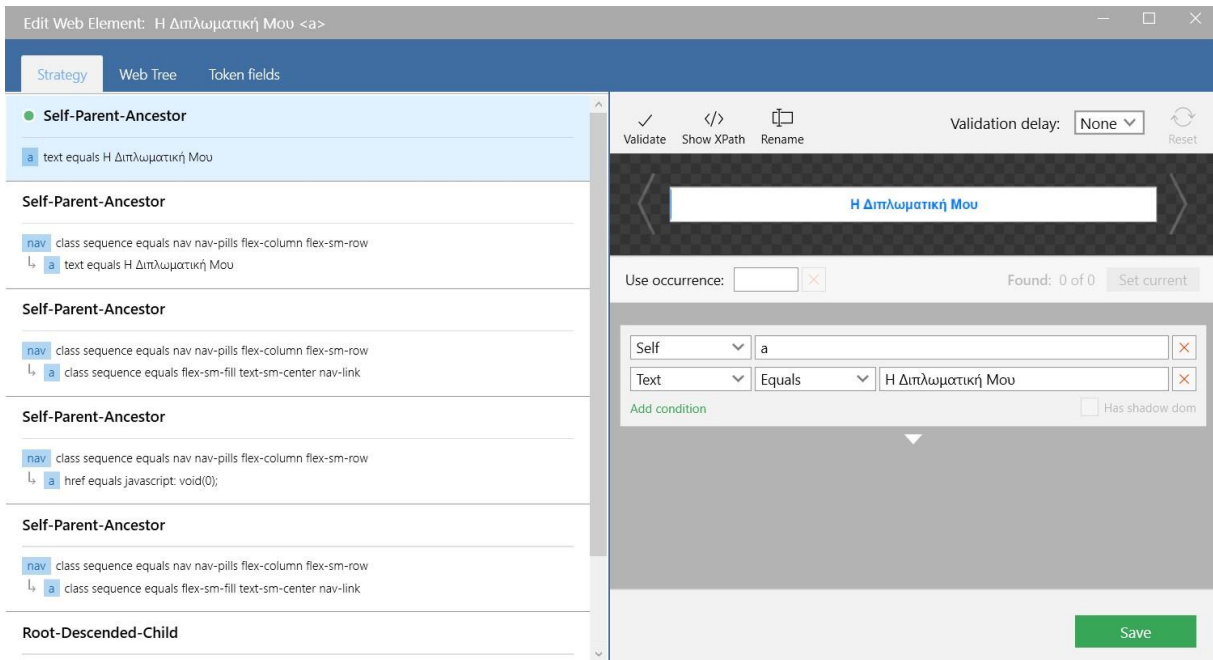 Edit Web Element: Η Διπλωματική Μου <a>
Strategy Web Tree Token fields
Self-Parent-Ancestor
a text equals Η Διπλωματική Μου
Self-Parent-Ancestor
nav class sequence equals nav nav-pills flex-column flex-sm-row
a text equals Η Διπλωματική Μου
Self-Parent-Ancestor
nav class sequence equals nav nav-pills flex-column flex-sm-row
a class sequence equals flex-sm-fill text-sm-center nav-link
Self-Parent-Ancestor
nav class sequence equals nav nav-pills flex-column flex-sm-row
a href equals javascript: void(0);
Self-Parent-Ancestor
nav class sequence equals nav nav-pills flex-column flex-sm-row
a class sequence equals flex-sm-fill text-sm-center nav-link
Root-Descended-Child
Validate Show XPath Rename Validation delay: None Reset
Η Διπλωματική Μου
Use occurrence: Found: 0 of 0 Set current
Self a
Text Equals Η Διπλωματική Μου
Add condition Has shadow dom
Save